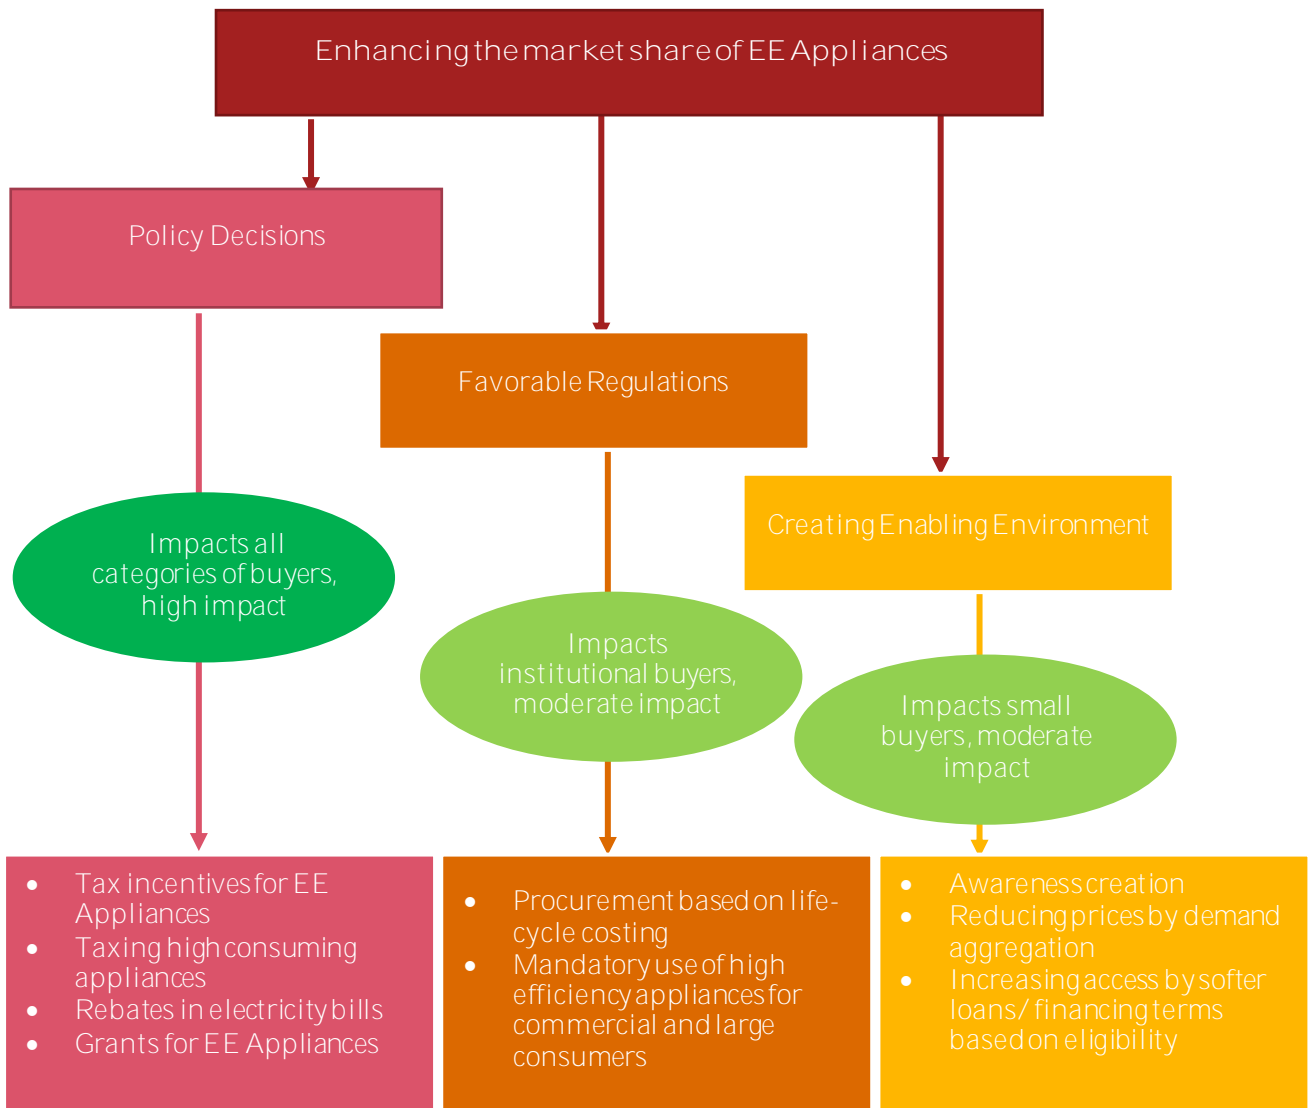 Enhancing the market share of EE Appliances
Policy Decisions
Favorable Regulations
Creating Enabling Environment
Impacts all
categories of buyers,
high impact
Impacts
institutional buyers,
moderate impact
Impacts small
buyers, moderate
impact
• Tax incentives for EE
Appliances
• Taxing high consuming
appliances
• Rebates in electricity bills
• Grants for EE Appliances
• Procurement based on life-
cycle costing
• Mandatory use of high
efficiency appliances for
commercial and large
consumers
• Awareness creation
• Reducing prices by demand
aggregation
• Increasing access by softer
loans/ financing terms
based on eligibility